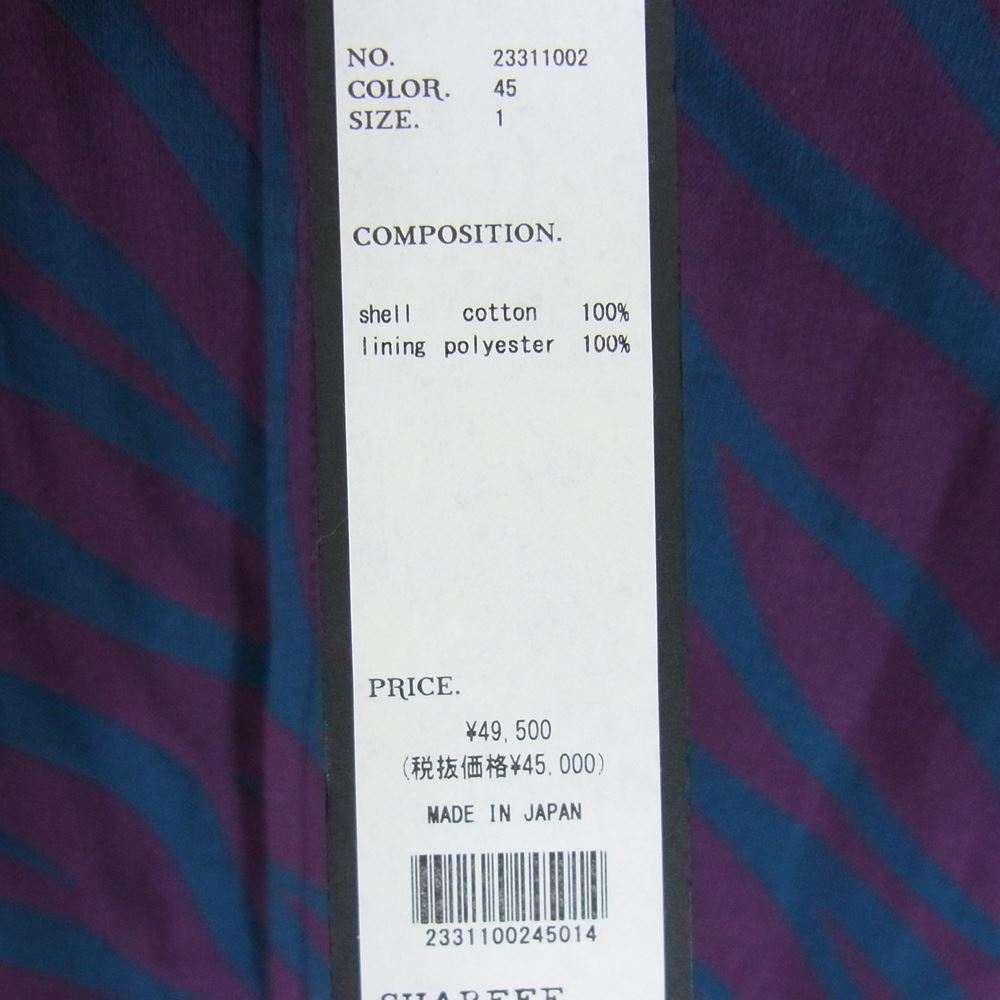 NO. 23311002
COLOR. 45
SIZE. 1
COMPOSITION.
shell cotton 100%
lining polyester 100%
PRICE.
¥49,500
(税抜価格¥45,000)
MADE IN JAPAN
2331100245014